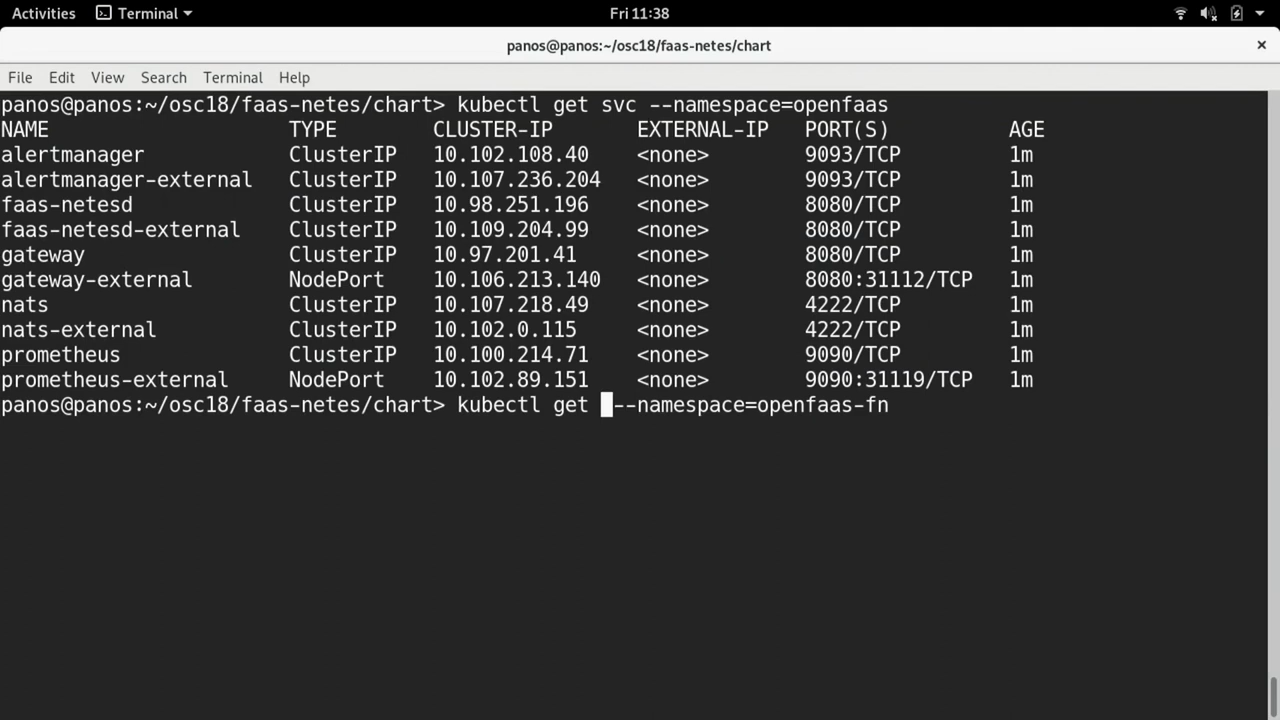 Activities Terminal Fri 11:38
panos@panos:~/osc18/faas-netes/chart
File Edit View Search Terminal Help
panos@panos:~/osc18/faas-netes/chart> kubectl get svc --namespace=openfaas
NAME TYPE CLUSTER-IP EXTERNAL-IP PORT(S) AGE
alertmanager ClusterIP 10.102.108.40 <none> 9093/TCP 1m
alertmanager-external ClusterIP 10.107.236.204 <none> 9093/TCP 1m
faas-netesd ClusterIP 10.98.251.196 <none> 8080/TCP 1m
faas-netesd-external ClusterIP 10.109.204.99 <none> 8080/TCP 1m
gateway ClusterIP 10.97.201.41 <none> 8080/TCP 1m
gateway-external NodePort 10.106.213.140 <none> 8080:31112/TCP 1m
nats ClusterIP 10.107.218.49 <none> 4222/TCP 1m
nats-external ClusterIP 10.102.0.115 <none> 4222/TCP 1m
prometheus ClusterIP 10.100.214.71 <none> 9090/TCP 1m
prometheus-external NodePort 10.102.89.151 <none> 9090:31119/TCP 1m
panos@panos:~/osc18/faas-netes/chart> kubectl get --namespace=openfaas-fn